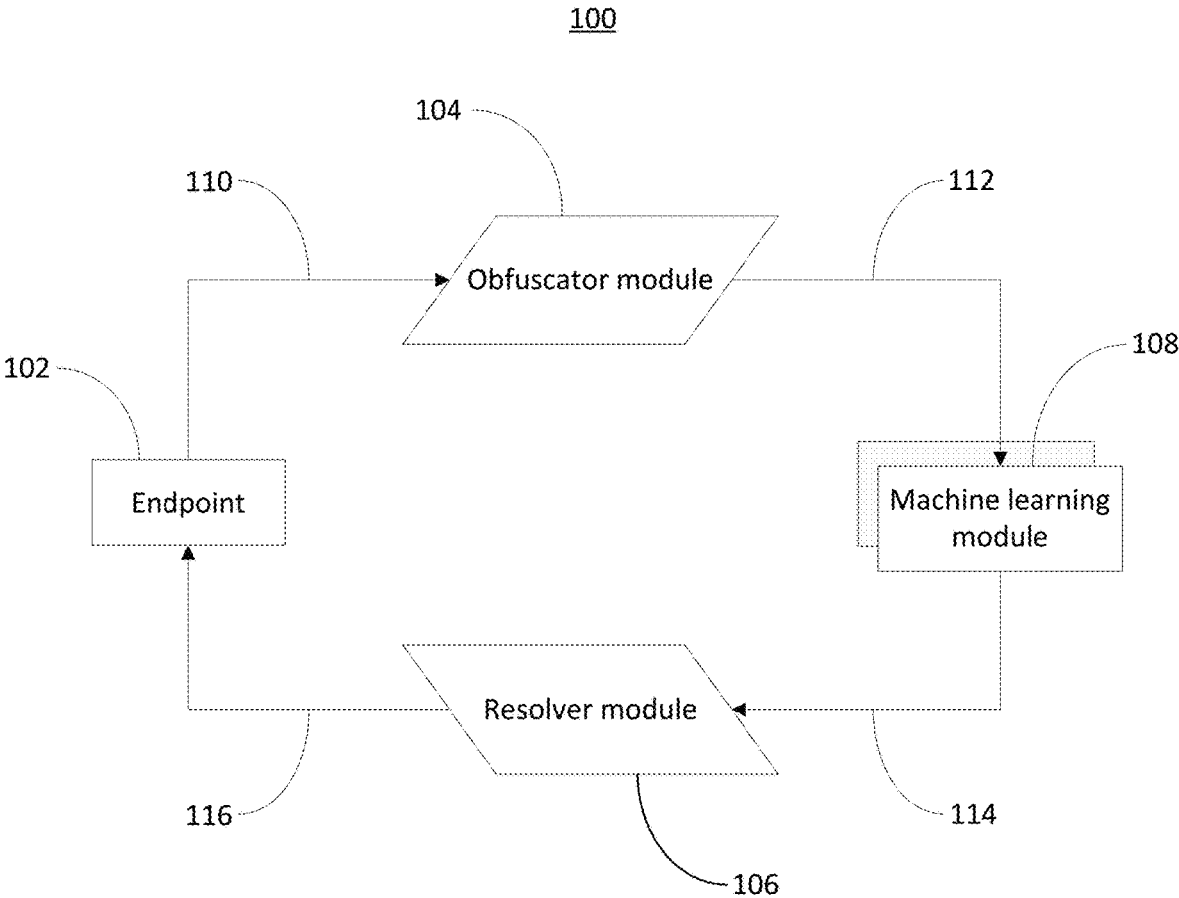 100
104
110
112
Obfuscator module
108
102
Endpoint
Machine learning
module
Resolver module
116
114
106